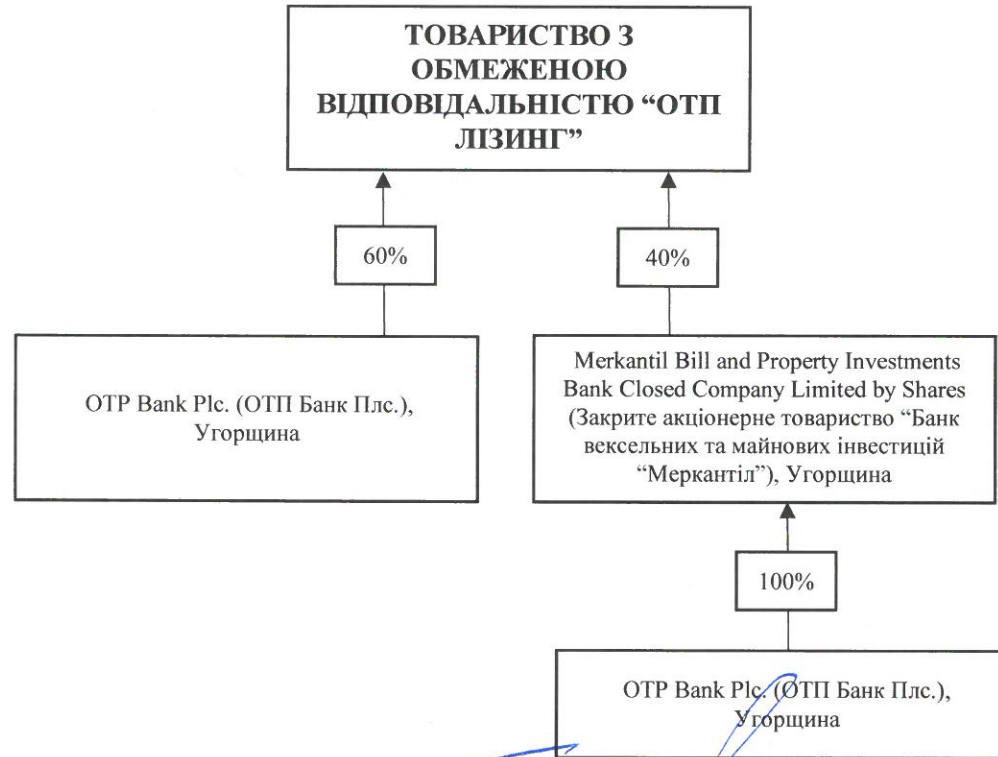 ТОВАРИСТВО З
ОБМЕЖЕНОЮ
ВІДПОВІДАЛЬНІСТЮ “ОТП
ЛІЗИНГ”
60%
40%
OTP Bank Plc. (ОТП Банк Плс.),
Угорщина
Merkantil Bill and Property Investments
Bank Closed Company Limited by Shares
(Закрите акціонерне товариство “Банк
вексельних та майнових інвестицій
“Меркантіл”), Угорщина
100%
OTP Bank Plc. (ОТП Банк Плс.),
Угорщина